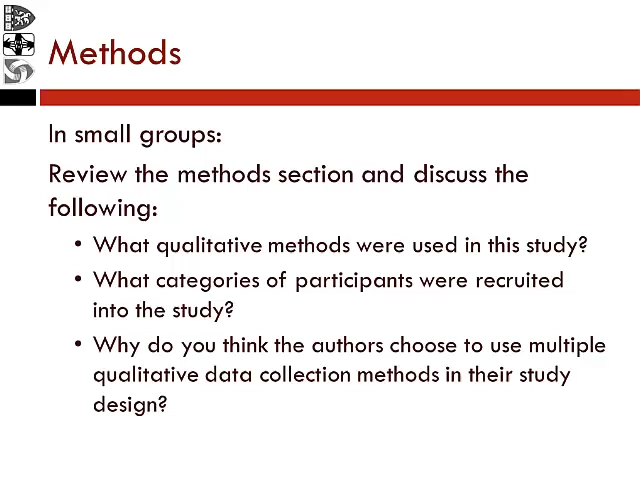 Methods
In small groups:
Review the methods section and discuss the
following:
• What qualitative methods were used in this study?
• What categories of participants were recruited
into the study?
• Why do you think the authors choose to use multiple
qualitative data collection methods in their study
design?